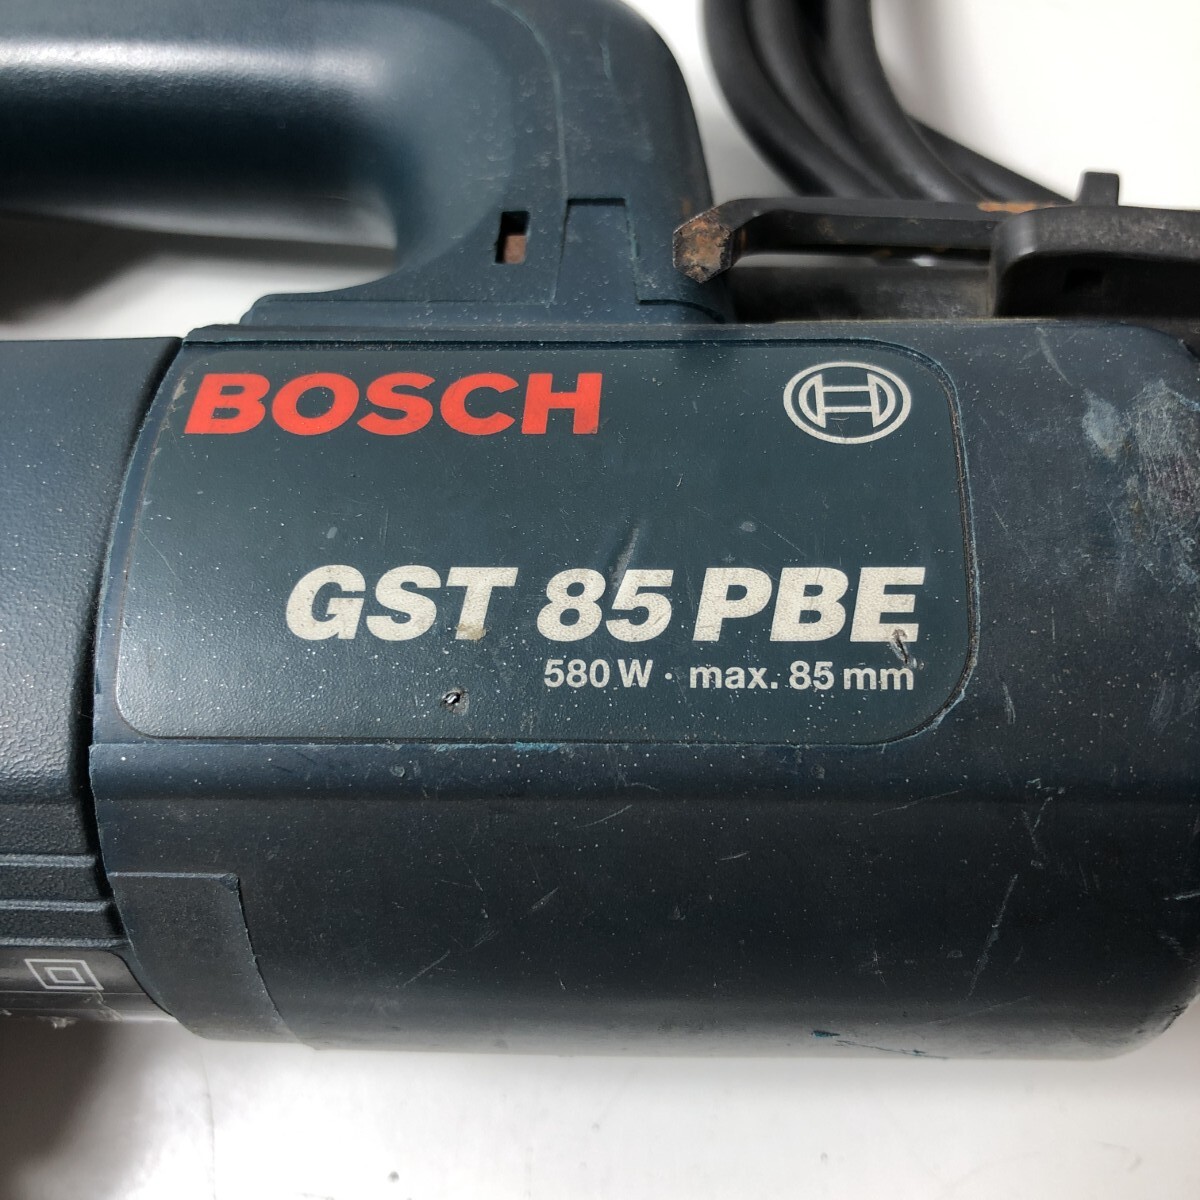 BOSCH
GST 85 PBE
580 W · max. 85 mm